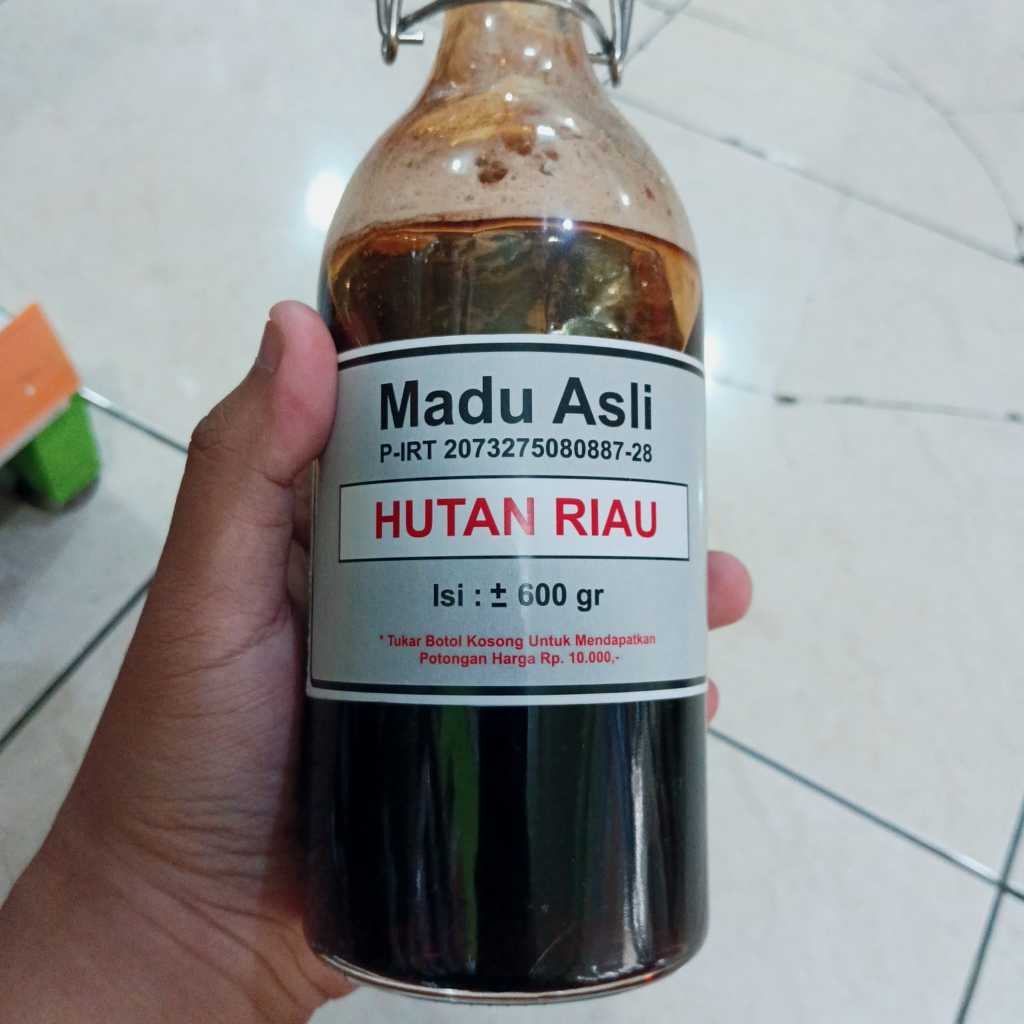 Madu Asli
P-IRT 2073275080887-28
HUTAN RIAU
Isi : ± 600 gr
* Tukar Botol Kosong Untuk Mendapatkan
Potongan Harga Rp. 10.000,-